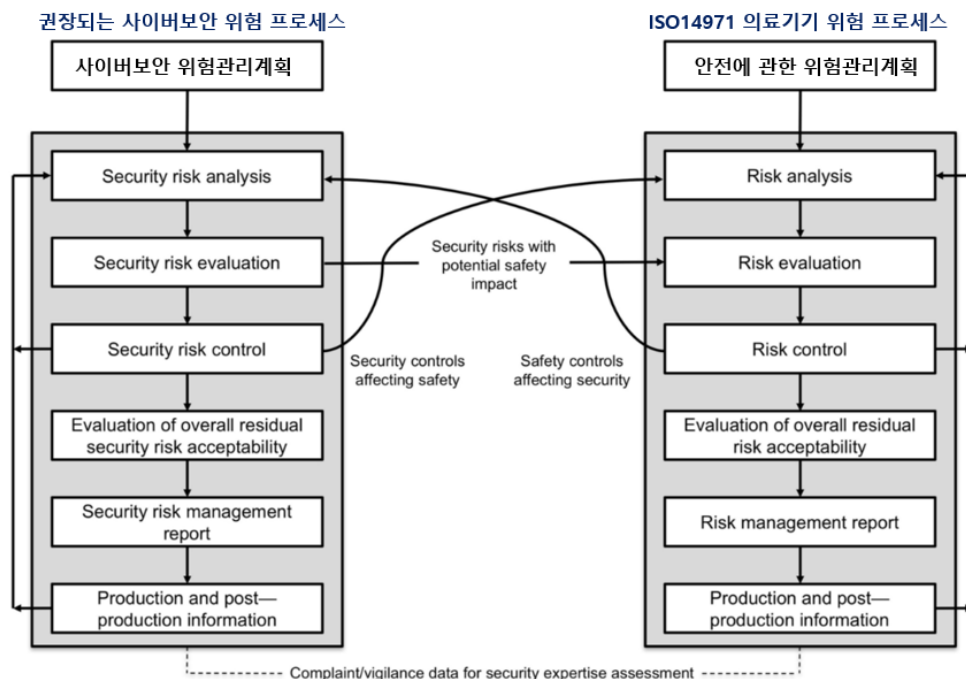 권장되는 사이버보안 위험 프로세스
사이버보안 위험관리계획
Security risk analysis
Security risk evaluation
Security risk control
Evaluation of overall residual
security risk acceptability
Security risk management
report
Production and post—
production information
Security risks with
potential safety
impact
Security controls
affecting safety
Safety controls
affecting security
ISO14971 의료기기 위험 프로세스
안전에 관한 위험관리계획
Risk analysis
Risk evaluation
Risk control
Evaluation of overall residual
risk acceptability
Risk management report
Production and post—
production information
Complaint/vigilance data for security expertise assessment